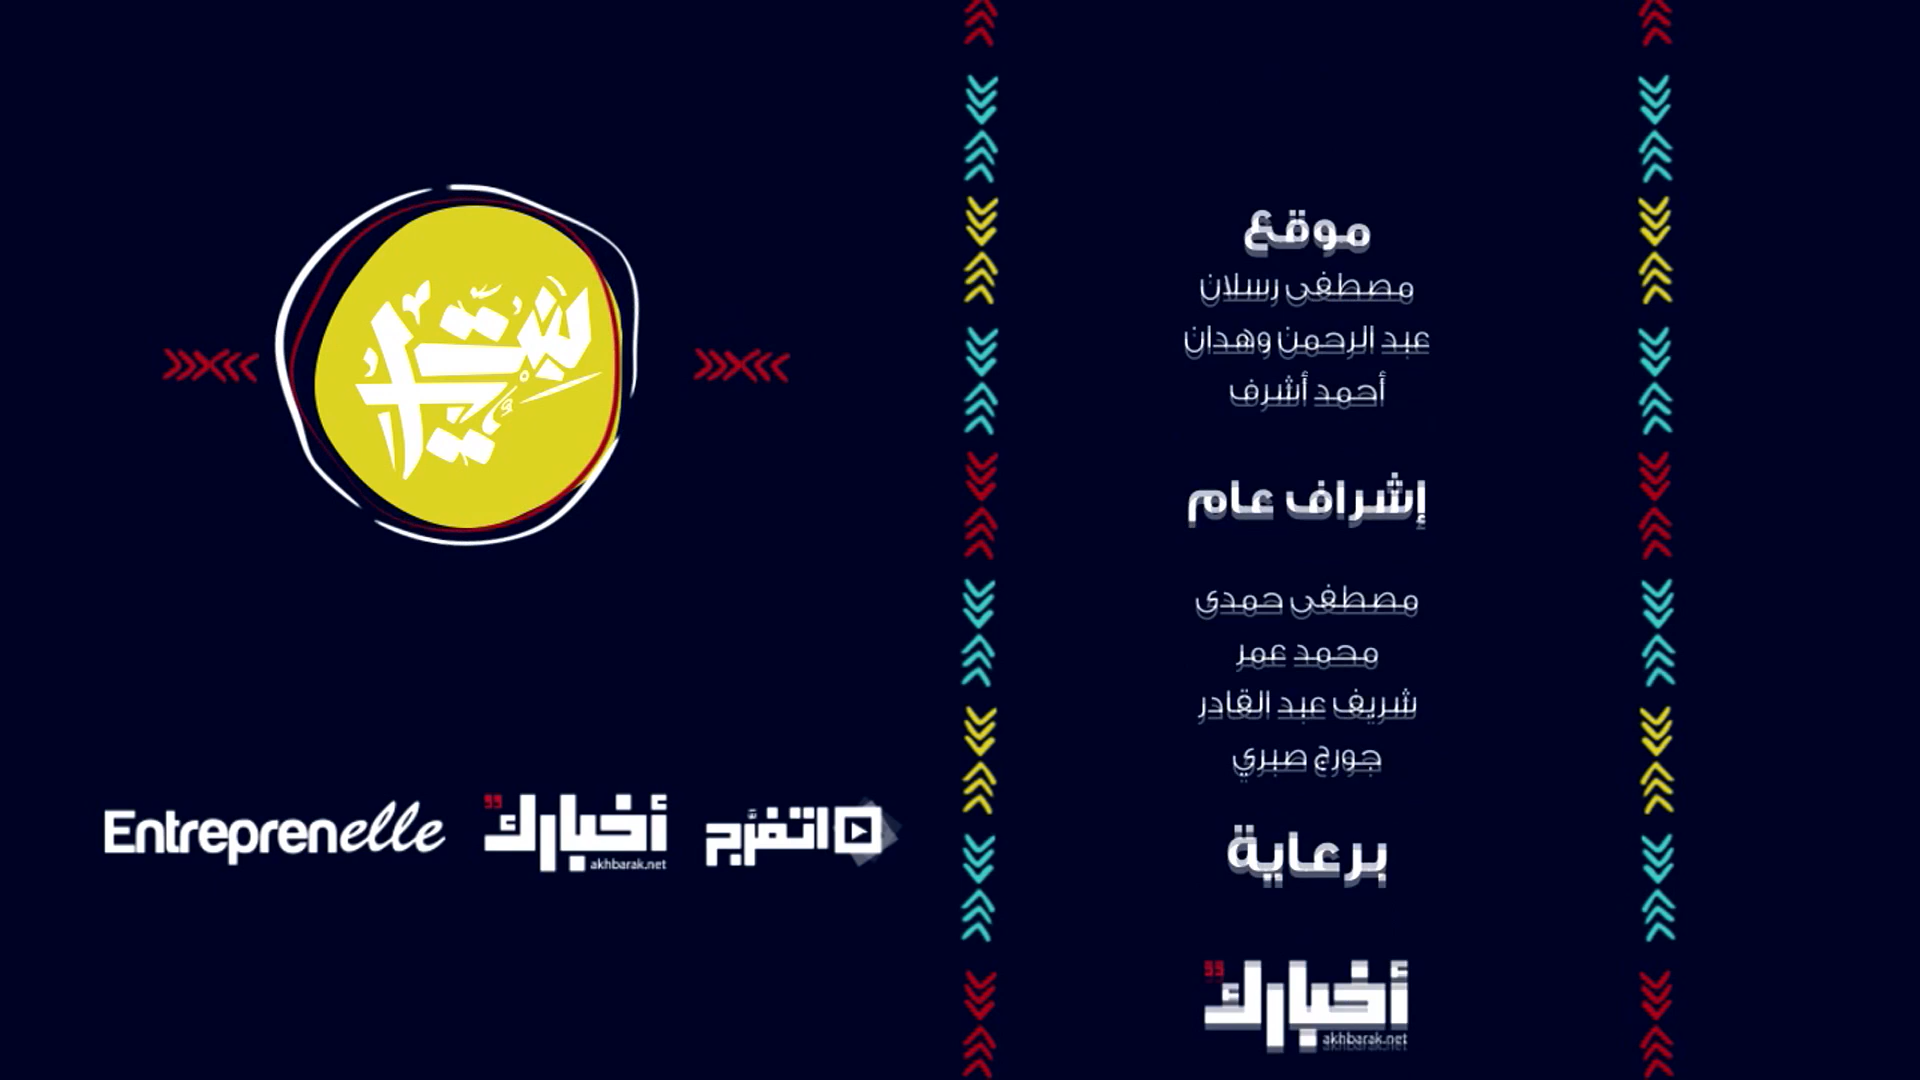 موقع
مصطفى رسلان
عبد الرحمن وهدان
أحمد أشرف
إشراف عام
مصطفى حمدى
محمد عمر
شريف عبد القادر
جورج صبري
برعاية
أخبارك
akhbarak.net
اتفرج
أخبارك
akhbarak.net
Entreprenelle